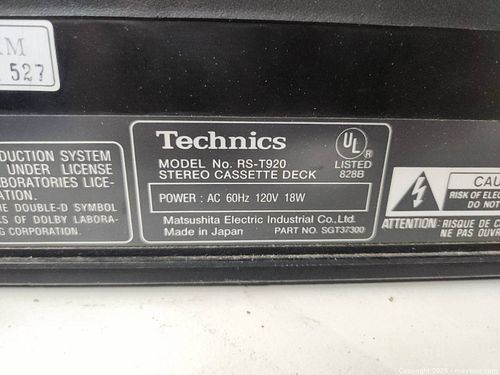 IM
527
DUCTION SYSTEM
UNDER LICENSE
LABORATORIES LICE-
ATION.
HE DOUBLE-D SYMBOL
S OF DOLBY LABORA-
G CORPORATION.
Technics
MODEL No. RS-T920
STEREO CASSETTE DECK
UL
LISTED
828B
POWER : AC 60Hz 120V 18W
Matsushita Electric Industrial Co., Ltd.
Made in Japan PART NO. SGT37300
CAU
RISK OF ELEC
DO NOT
ATTENTION: RISQUE DE C
NE PAS OUVR